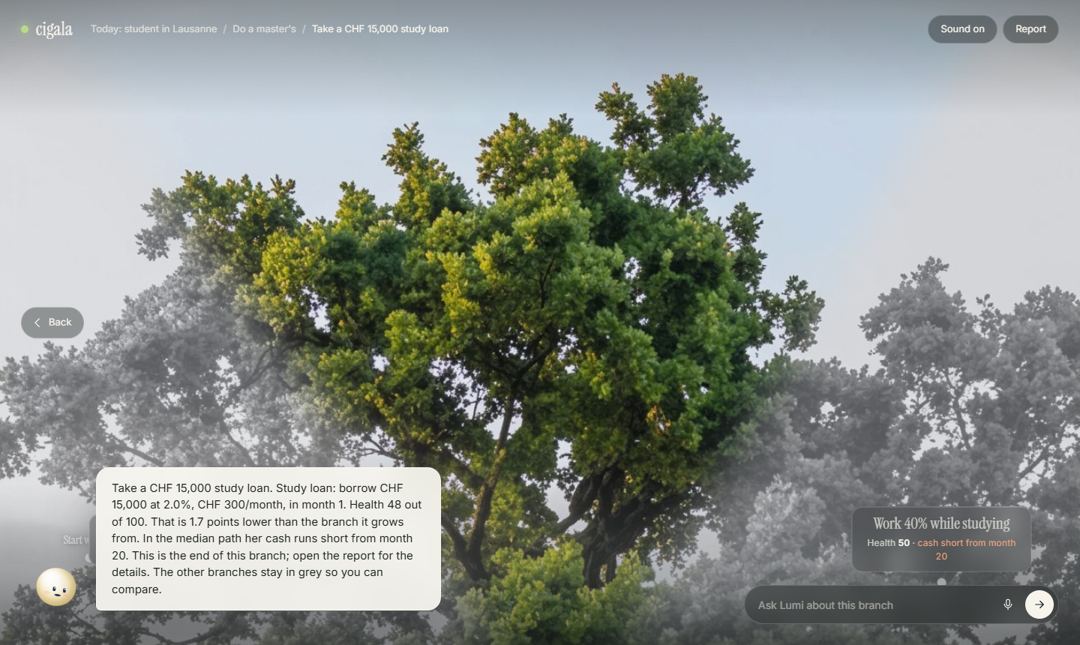 cigala
Today: student in Lausanne / Do a master's / Take a CHF 15,000 study loan
Sound on
Report
Back
Take a CHF 15,000 study loan. Study loan: borrow CHF
15,000 at 2.0%, CHF 300/month, in month 1. Health 48 out
of 100. That is 1.7 points lower than the branch it grows
from. In the median path her cash runs short from month
20. This is the end of this branch; open the report for the
details. The other branches stay in grey so you can
compare.
Start
Work 40% while studying
Health 50 · cash short from month
20
Ask Lumi about this branch